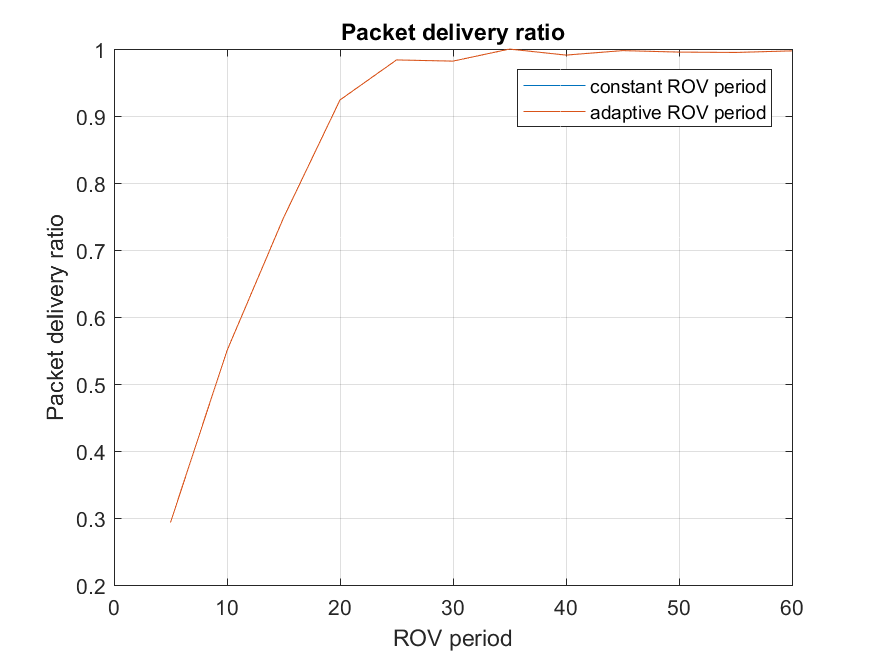 Packet delivery ratio
1
0.9
0.8
0.7
0.6
0.5
0.4
0.3
0.2
Packet delivery ratio
constant ROV period
adaptive ROV period
0 10 20 30 40 50 60
ROV period